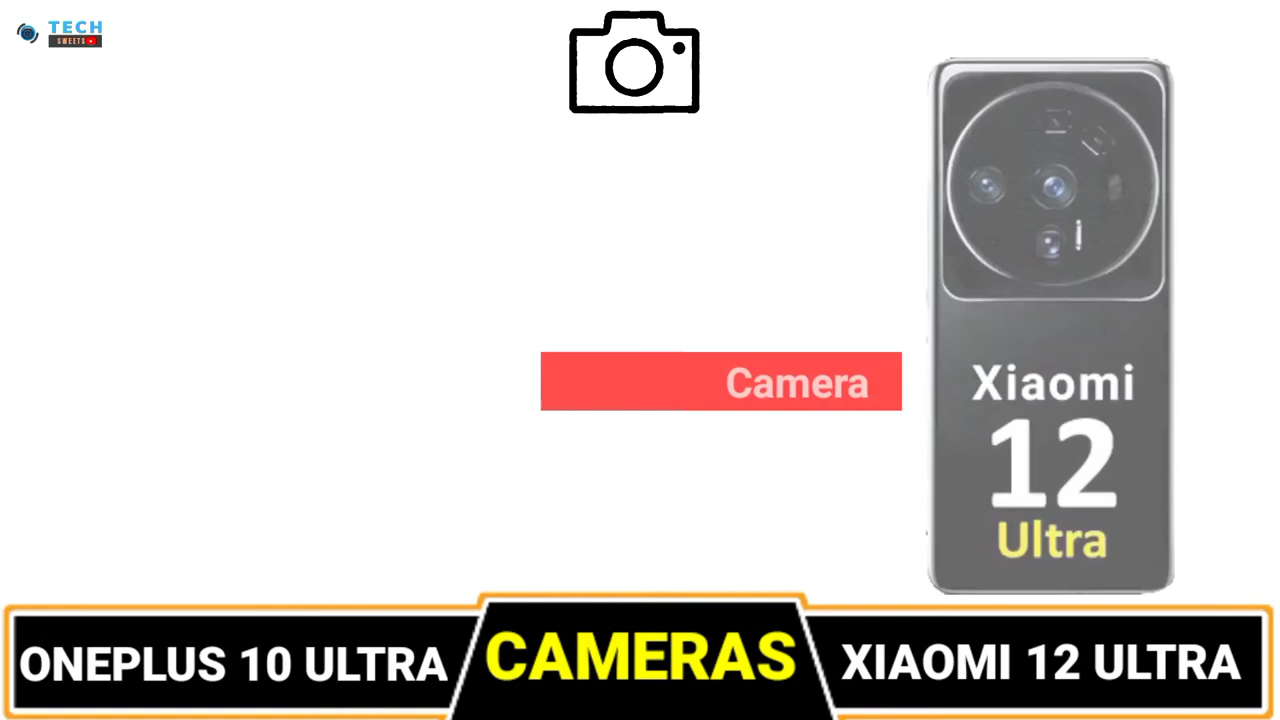 TECH
SWEETS
Camera
Xiaomi
12
Ultra
ONEPLUS 10 ULTRA
CAMERAS
XIAOMI 12 ULTRA